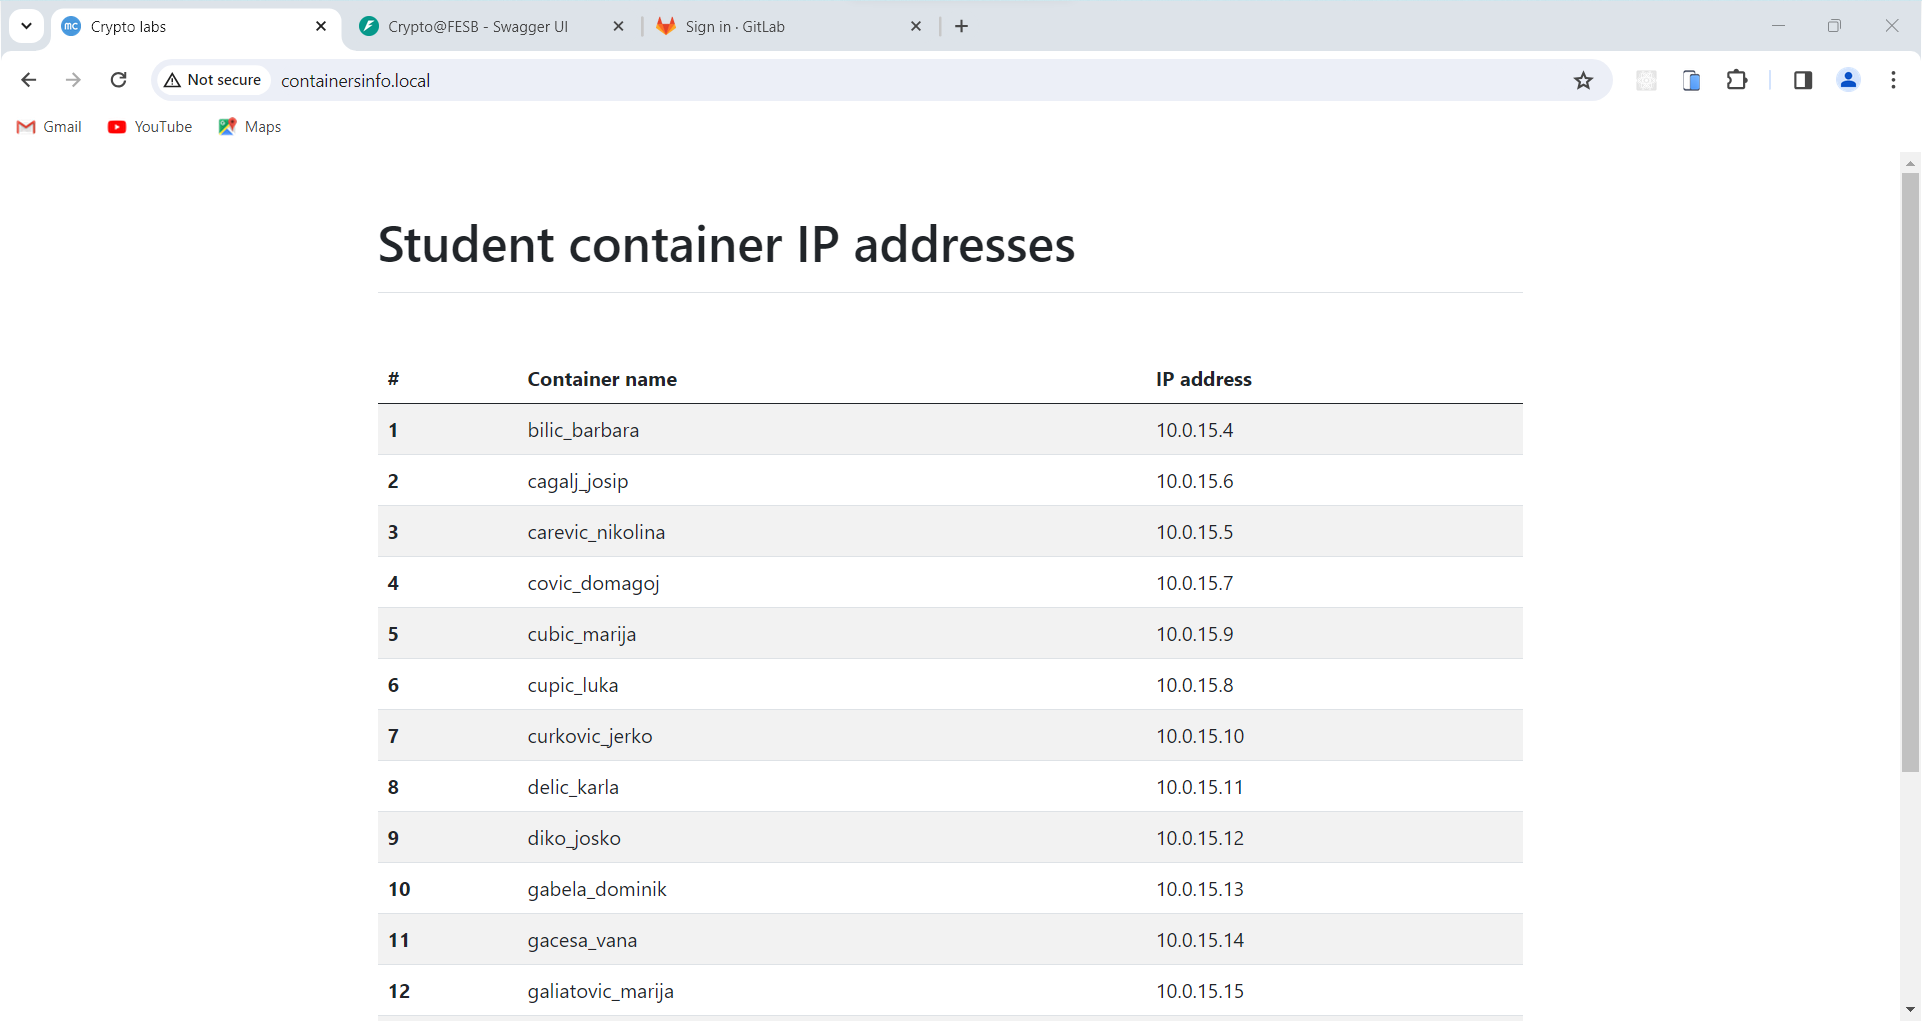 mc Crypto labs Crypto@FESB - Swagger UI Sign in · GitLab
Not secure containersinfo.local
Gmail YouTube Maps
Student container IP addresses
# Container name IP address
1 bilic_barbara 10.0.15.4
2 cagalj_josip 10.0.15.6
3 carevic_nikolina 10.0.15.5
4 covic_domagoj 10.0.15.7
5 cubic_marija 10.0.15.9
6 cupic_luka 10.0.15.8
7 curkovic_jerko 10.0.15.10
8 delic_karla 10.0.15.11
9 diko_josko 10.0.15.12
10 gabela_dominik 10.0.15.13
11 gacesa_vana 10.0.15.14
12 galiatovic_marija 10.0.15.15